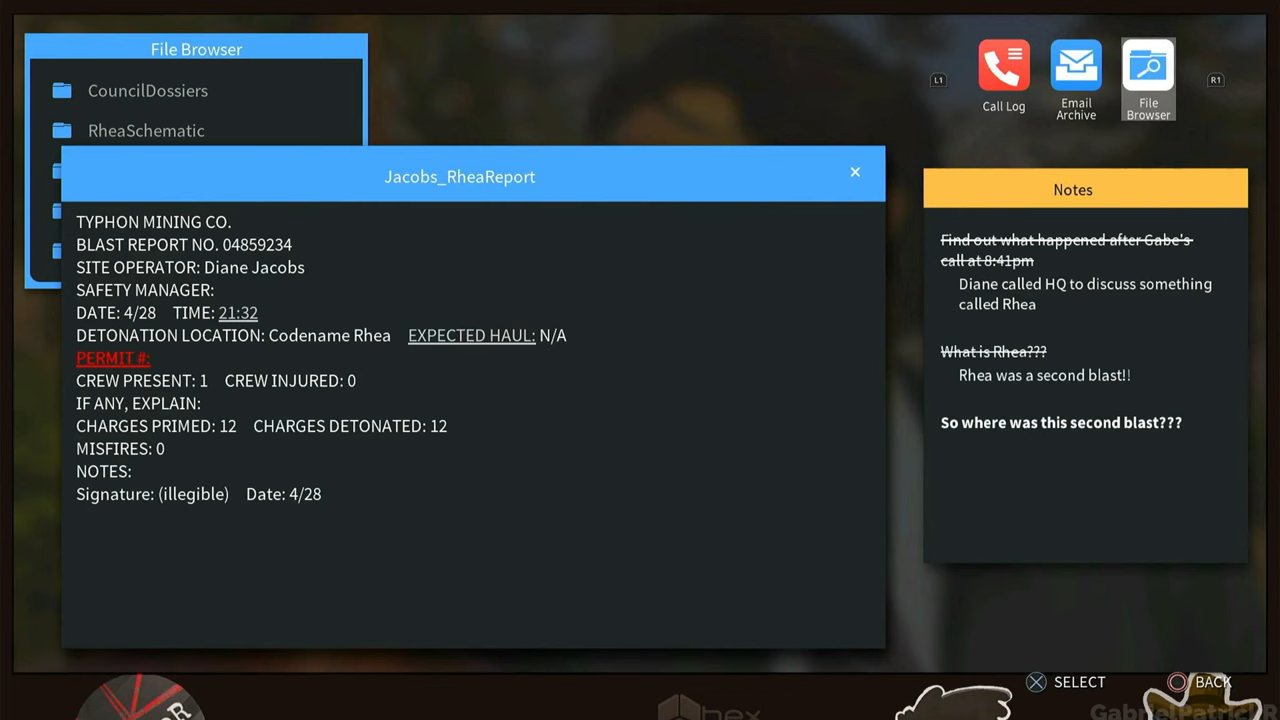 File Browser
CouncilDossiers
RheaSchematic
L1
Call Log
Email
Archive
File
Browser
R1
Jacobs_RheaReport
×
TYPHON MINING CO.
BLAST REPORT NO. 04859234
SITE OPERATOR: Diane Jacobs
SAFETY MANAGER:
DATE: 4/28 TIME: 21:32
DETONATION LOCATION: Codename Rhea EXPECTED HAUL: N/A
PERMIT #:
CREW PRESENT: 1 CREW INJURED: 0
IF ANY, EXPLAIN:
CHARGES PRIMED: 12 CHARGES DETONATED: 12
MISFIRES: 0
NOTES:
Signature: (illegible) Date: 4/28
Notes
Find out what happened after Gabe's
call at 8:41pm
Diane called HQ to discuss something
called Rhea
What is Rhea???
Rhea was a second blast!!
So where was this second blast???
SELECT
BACK
hex